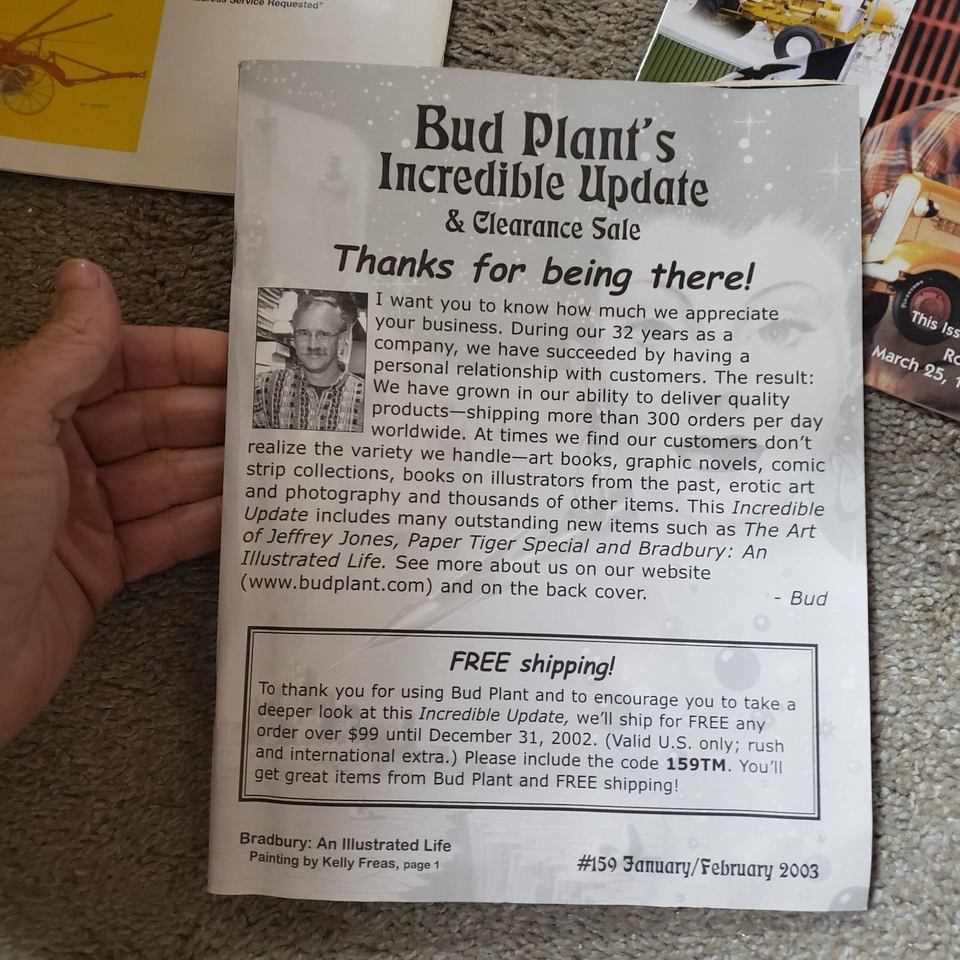 dress Service Requested"
Bud Plant's
Incredible Update
& Clearance Sale
Thanks for being there!
I want you to know how much we appreciate
your business. During our 32 years as a
company, we have succeeded by having a
personal relationship with customers. The result:
We have grown in our ability to deliver quality
products—shipping more than 300 orders per day
worldwide. At times we find our customers don't
realize the variety we handle—art books, graphic novels, comic
strip collections, books on illustrators from the past, erotic art
and photography and thousands of other items. This Incredible
Update includes many outstanding new items such as The Art
of Jeffrey Jones, Paper Tiger Special and Bradbury: An
Illustrated Life. See more about us on our website
(www.budplant.com) and on the back cover.
- Bud
FREE shipping!
To thank you for using Bud Plant and to encourage you to take a
deeper look at this Incredible Update, we'll ship for FREE any
order over $99 until December 31, 2002. (Valid U.S. only; rush
and international extra.) Please include the code 159TM. You'll
get great items from Bud Plant and FREE shipping!
Bradbury: An Illustrated Life
Painting by Kelly Freas, page 1
#159 January/February 2003
Firestone
This Iss
Ro
March 25, 1